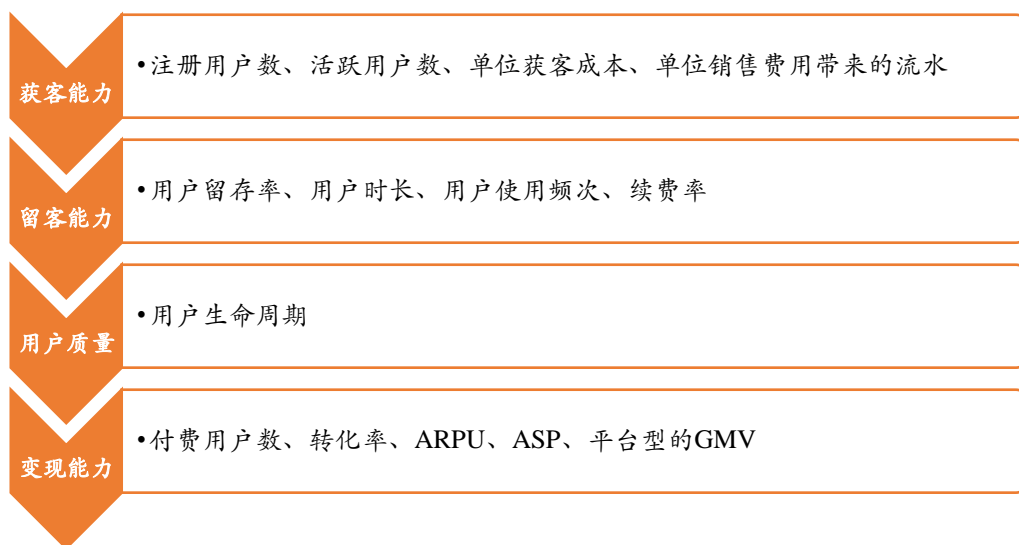 获客能力
•注册用户数、活跃用户数、单位获客成本、单位销售费用带来的流水
留客能力
•用户留存率、用户时长、用户使用频次、续费率
用户质量
•用户生命周期
变现能力
•付费用户数、转化率、ARPU、ASP、平台型的GMV